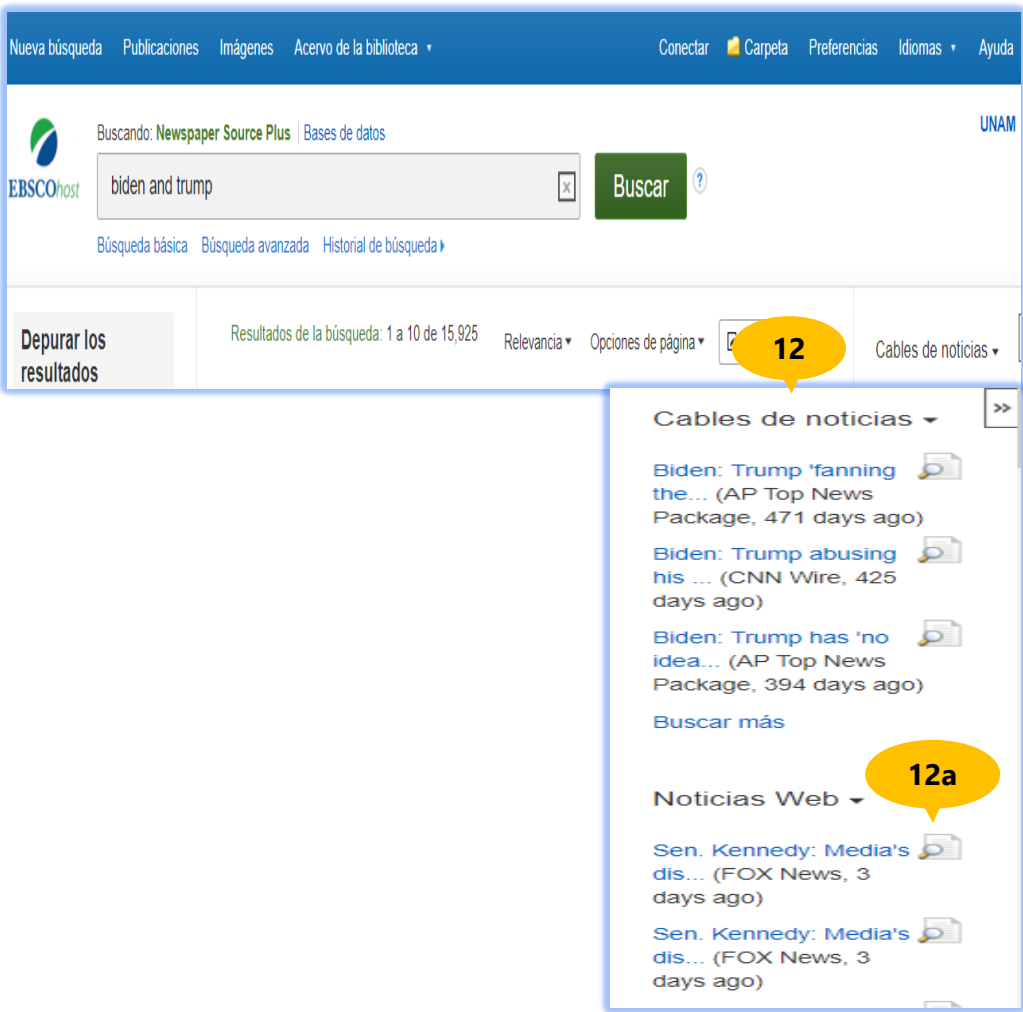 Nueva búsqueda Publicaciones Imágenes Acervo de la biblioteca Conectar Carpeta Preferencias Idiomas Ayuda
Buscando: Newspaper Source Plus Bases de datos UNAM
EBSCOhost biden and trump x Buscar ?
Búsqueda básica Búsqueda avanzada Historial de búsqueda
Depurar los resultados
Resultados de la búsqueda: 1 a 10 de 15,925 Relevancia Opciones de página 12 Cables de noticias
Cables de noticias >>
Biden: Trump 'fanning
the... (AP Top News
Package, 471 days ago)
Biden: Trump abusing
his ... (CNN Wire, 425
days ago)
Biden: Trump has 'no
idea... (AP Top News
Package, 394 days ago)
Buscar más
12a
Noticias Web
Sen. Kennedy: Media's
dis... (FOX News, 3
days ago)
Sen. Kennedy: Media's
dis... (FOX News, 3
days ago)